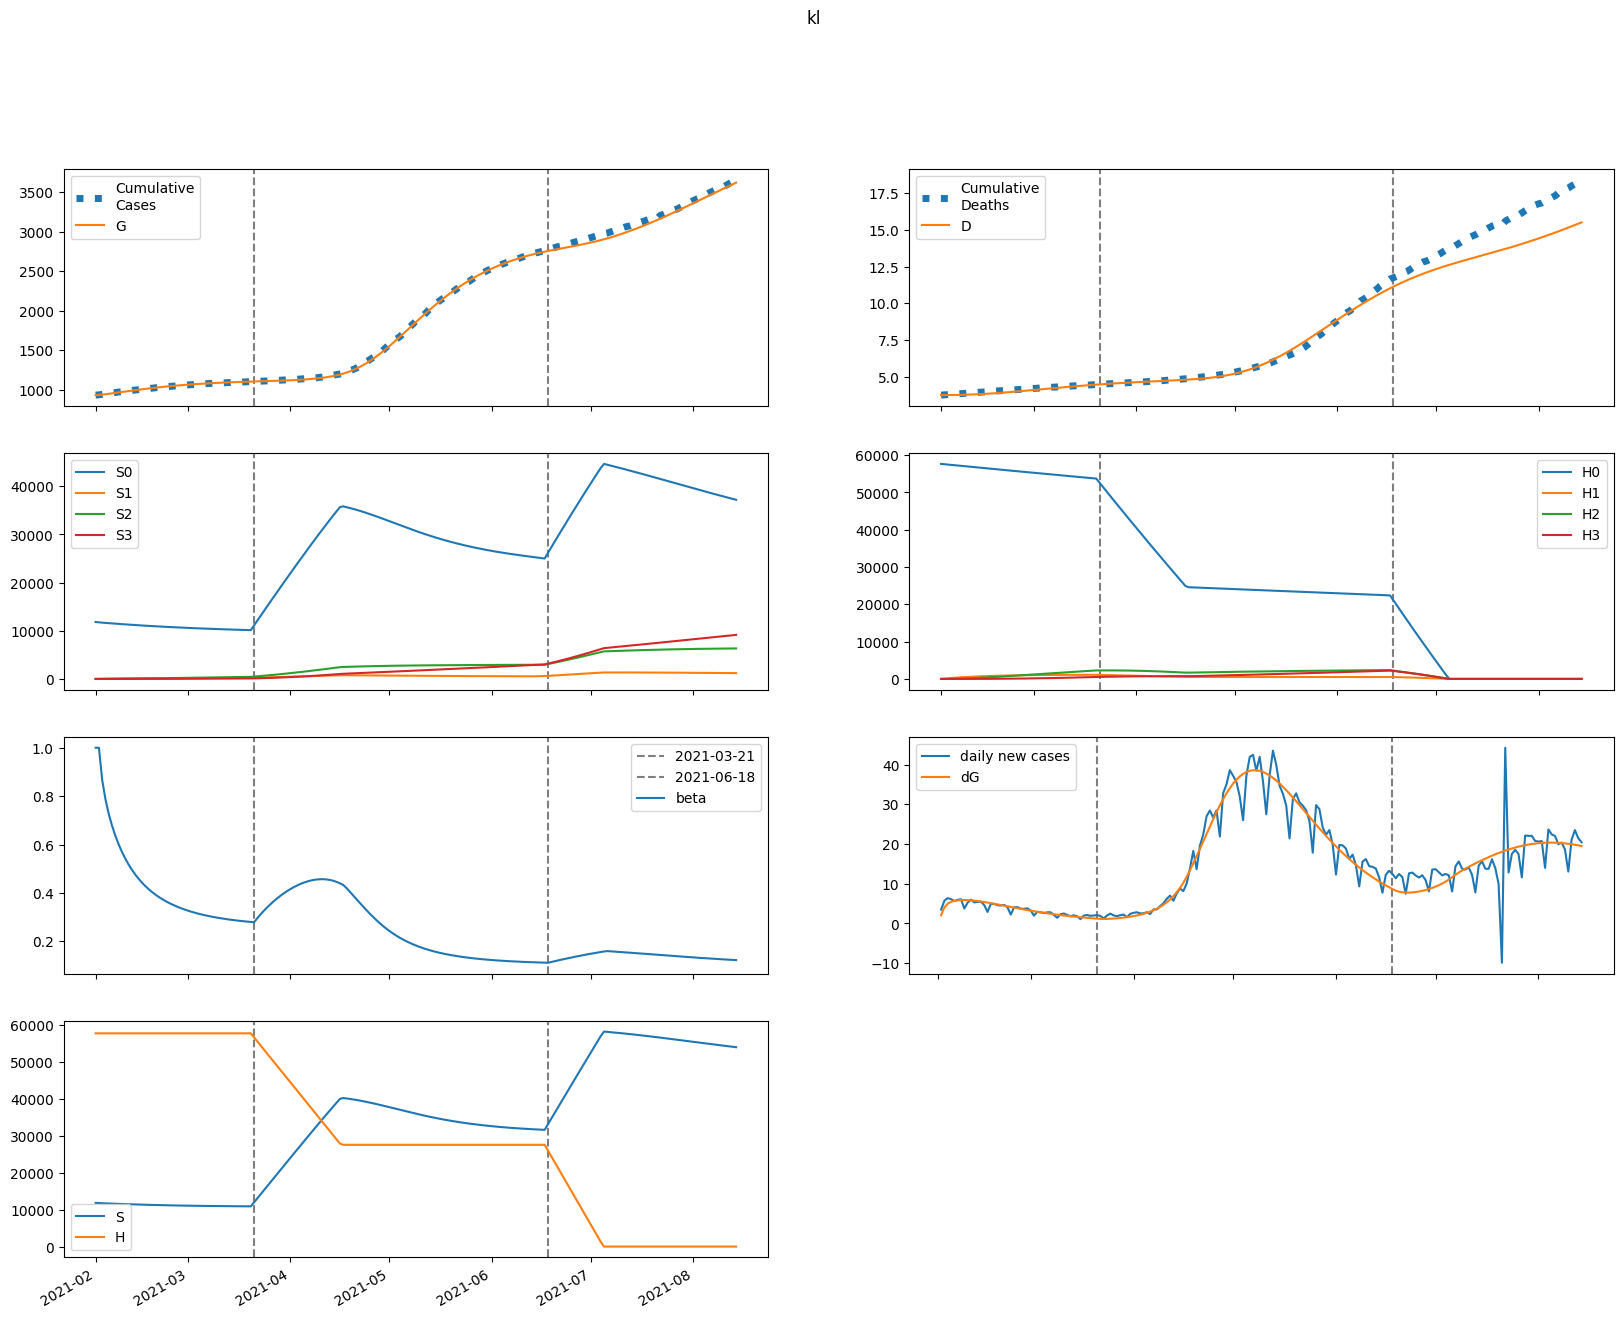 kl
3500
3000
2500
2000
1500
1000
Cumulative
Cases
G
17.5
15.0
12.5
10.0
7.5
5.0
Cumulative
Deaths
D
40000
30000
20000
10000
0
S0
S1
S2
S3
60000
50000
40000
30000
20000
10000
0
H0
H1
H2
H3
1.0
0.8
0.6
0.4
0.2
2021-03-21
2021-06-18
beta
40
30
20
10
0
−10
daily new cases
dG
60000
50000
40000
30000
20000
10000
0
S
H
2021-02
2021-03
2021-04
2021-05
2021-06
2021-07
2021-08